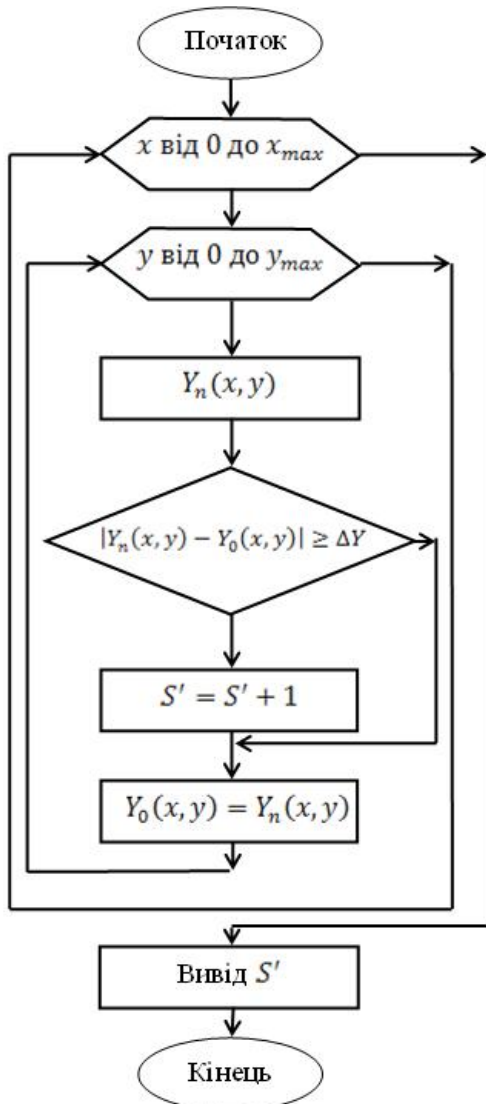 Початок
x від 0 до x_max
y від 0 до y_max
Y_n(x, y)
|Y_n(x, y) − Y_0(x, y)| ≥ ΔY
S′ = S′ + 1
Y_0(x, y) = Y_n(x, y)
Вивід S′
Кінець